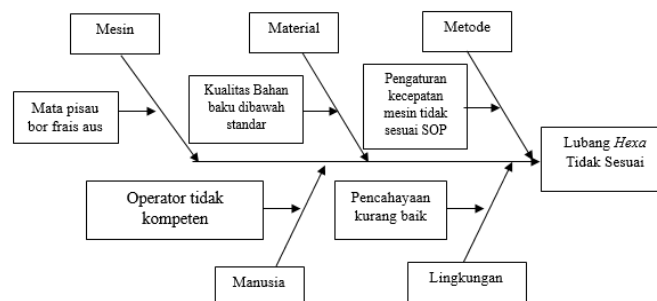 Mesin
Material
Metode
Mata pisau
bor frais aus
Kualitas Bahan
baku dibawah
standar
Pengaturan
kecepatan
mesin tidak
sesuai SOP
Lubang Hexa
Tidak Sesuai
Operator tidak
kompeten
Pencahayaan
kurang baik
Manusia
Lingkungan